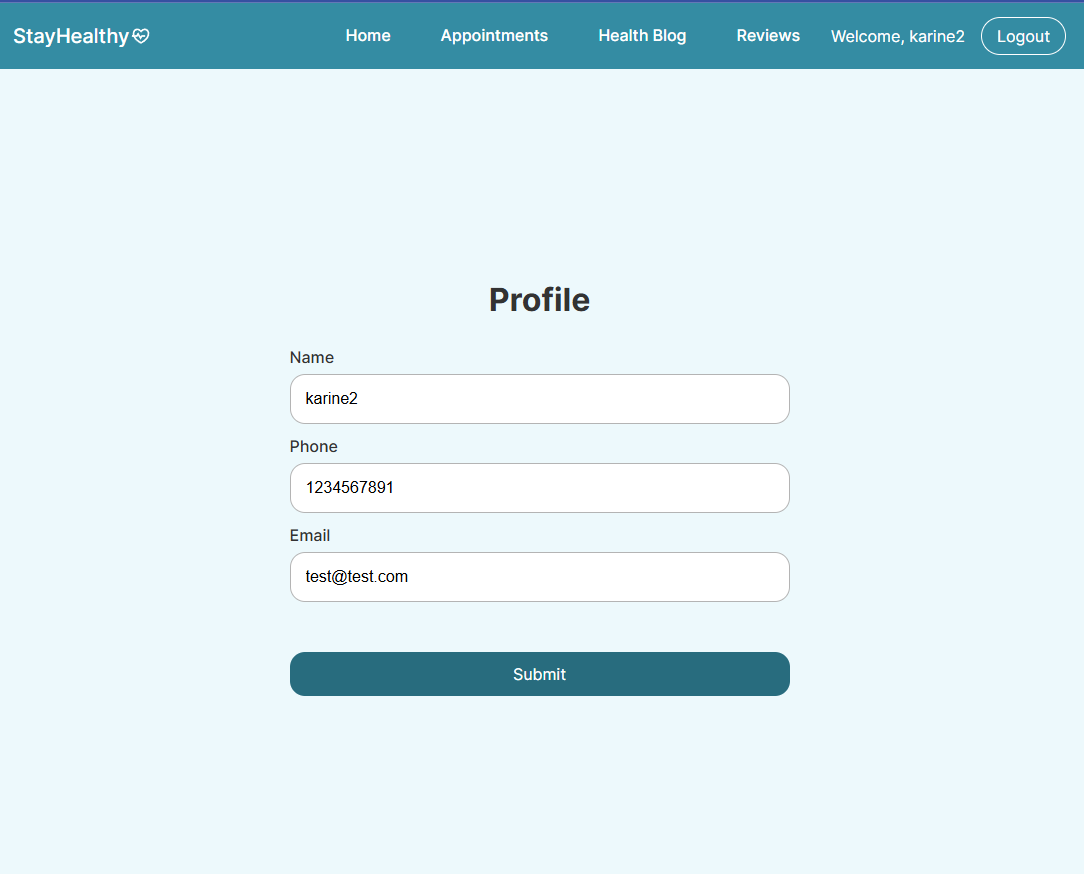 StayHealthy
Home Appointments Health Blog Reviews Welcome, karine2 Logout
Profile
Name
karine2
Phone
1234567891
Email
test@test.com
Submit